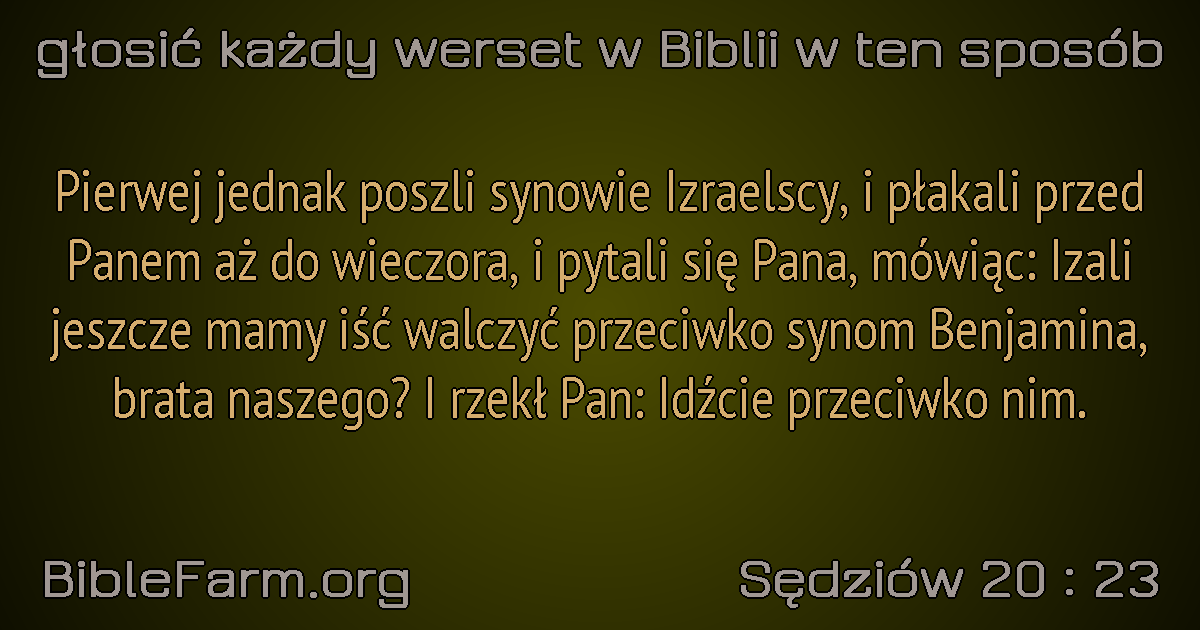 głosić każdy werset w Biblii w ten sposób
Pierwej jednak poszli synowie Izraelscy, i płakali przed
Panem aż do wieczora, i pytali się Pana, mówiąc: Izali
jeszcze mamy iść walczyć przeciwko synom Benjamina,
brata naszego? I rzekł Pan: Idźcie przeciwko nim.
BibleFarm.org
Sędziów 20 : 23